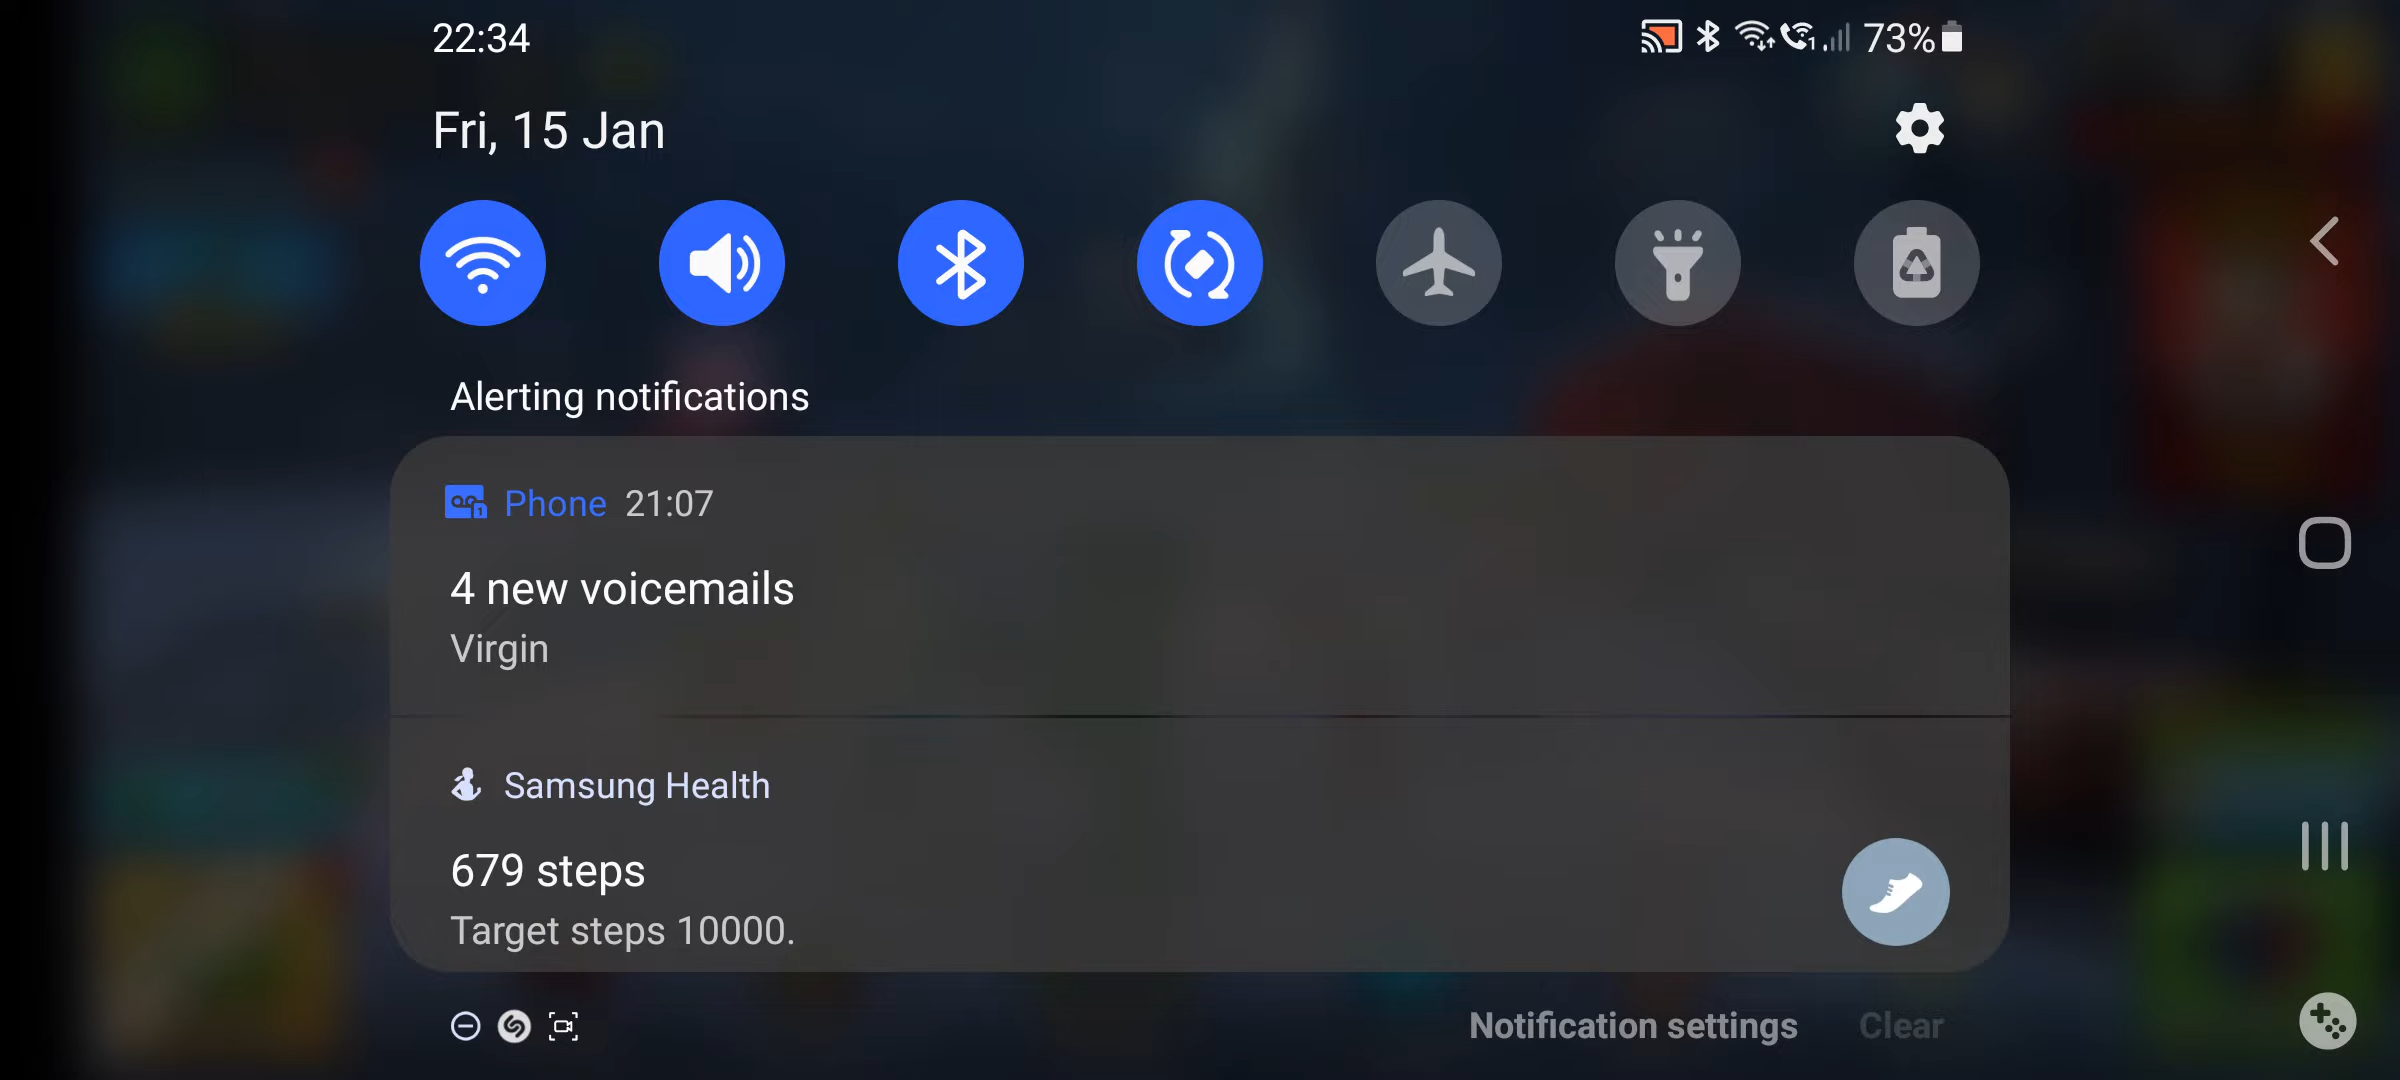 22:34
73%
Fri, 15 Jan
Alerting notifications
Phone 21:07
4 new voicemails
Virgin
Samsung Health
679 steps
Target steps 10000.
Notification settings Clear